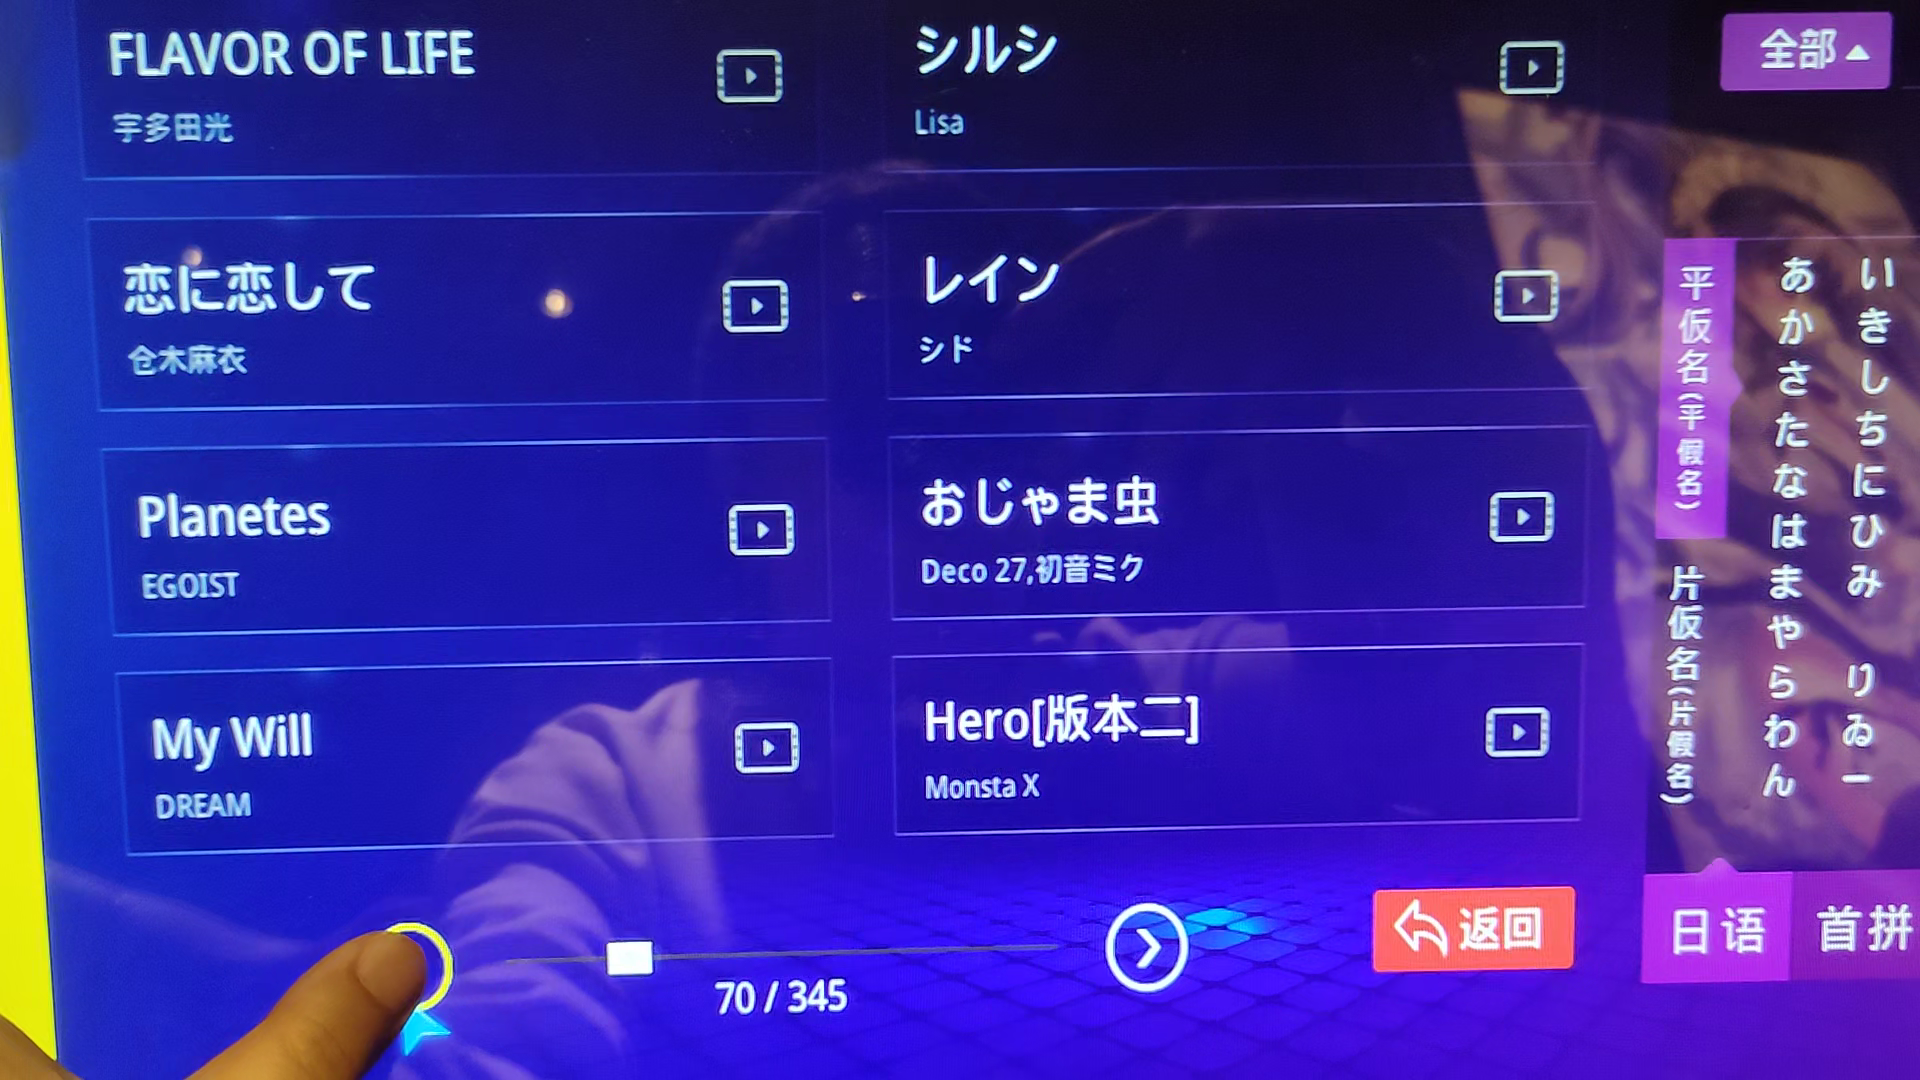 FLAVOR OF LIFE
宇多田光
シルシ
Lisa
恋に恋して
仓木麻衣
レイン
シド
Planetes
EGOIST
おじゃま虫
Deco 27,初音ミク
My Will
DREAM
Hero[版本二]
Monsta X
70 / 345
返回
全部
平仮名(平假名)
片仮名(片假名)
あかさたなはまやらわん
いきしちにひみ りゐー
日语
首拼